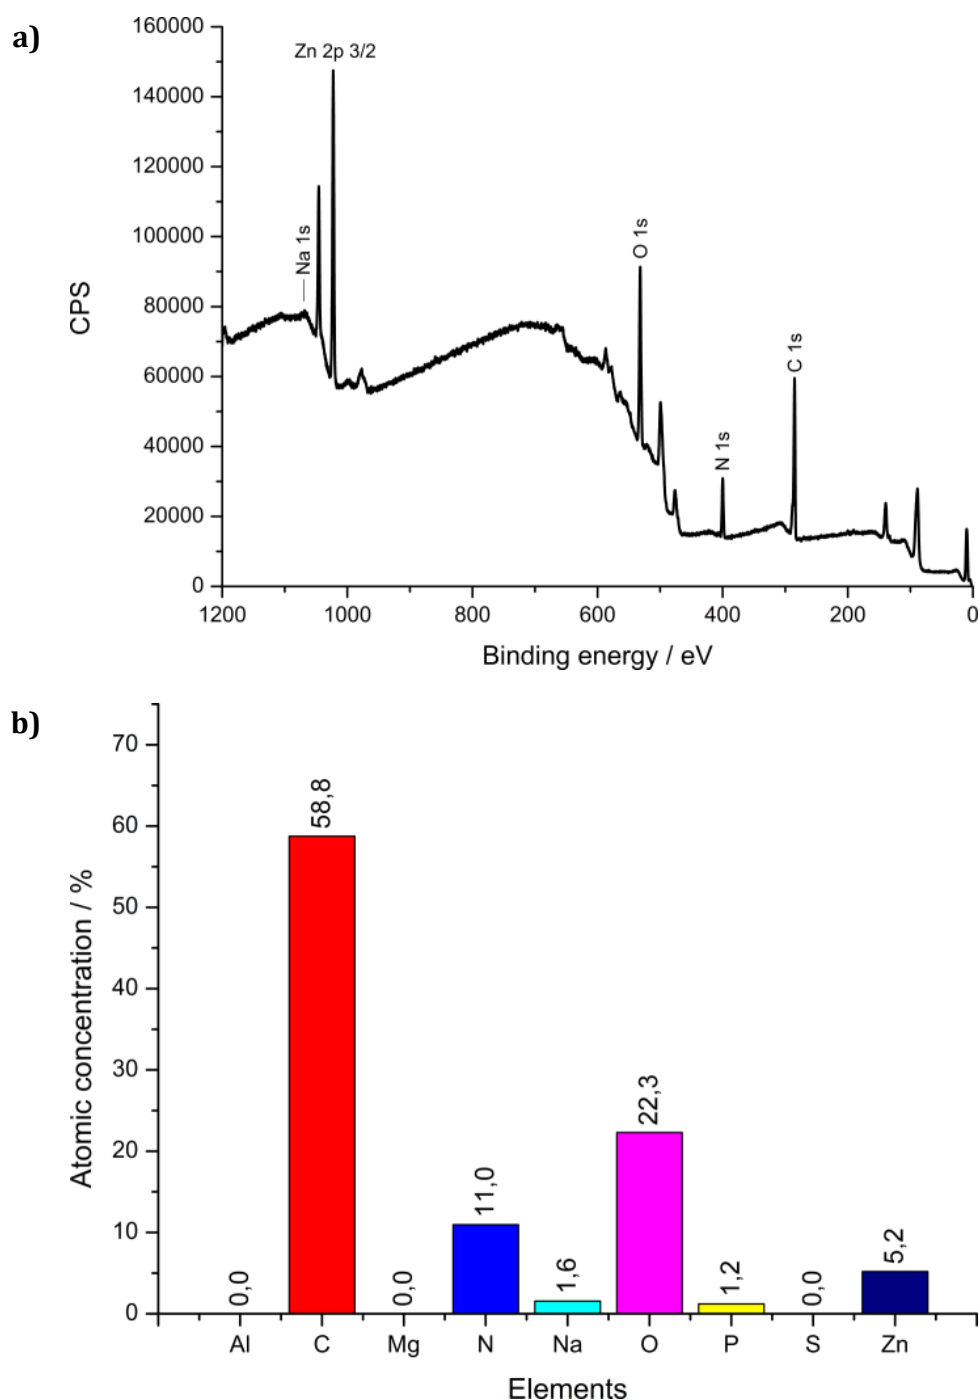 a)
160000
140000
120000
100000
80000
60000
40000
20000
0
CPS
Zn 2p 3/2
Na 1s
O 1s
N 1s
C 1s
1200 1000 800 600 400 200 0
Binding energy / eV
b)
70
60
50
40
30
20
10
0
Atomic concentration / %
0,0 58,8 0,0 11,0 1,6 22,3 1,2 0,0 5,2
Al C Mg N Na O P S Zn
Elements